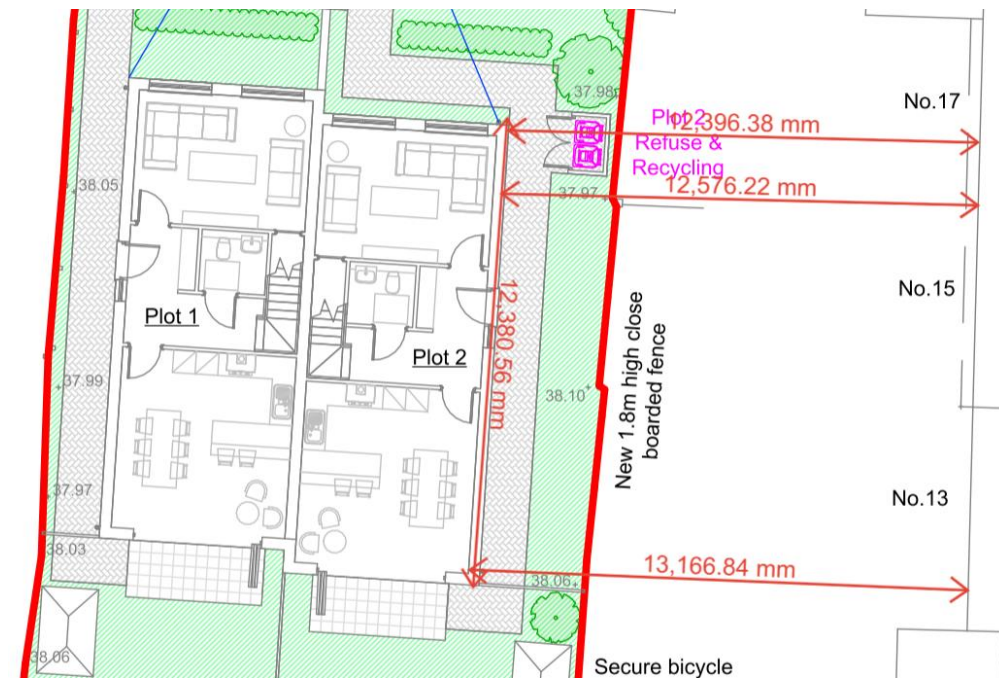 No.17
37.98
Plot 2
Refuse &
Recycling
12,396.38 mm
12,576.22 mm
38.05
37.97
No.15
12,380.56 mm
Plot 1
Plot 2
New 1.8m high close
boarded fence
37.99
38.10
37.97
No.13
38.03
13,166.84 mm
38.06
38.06
Secure bicycle